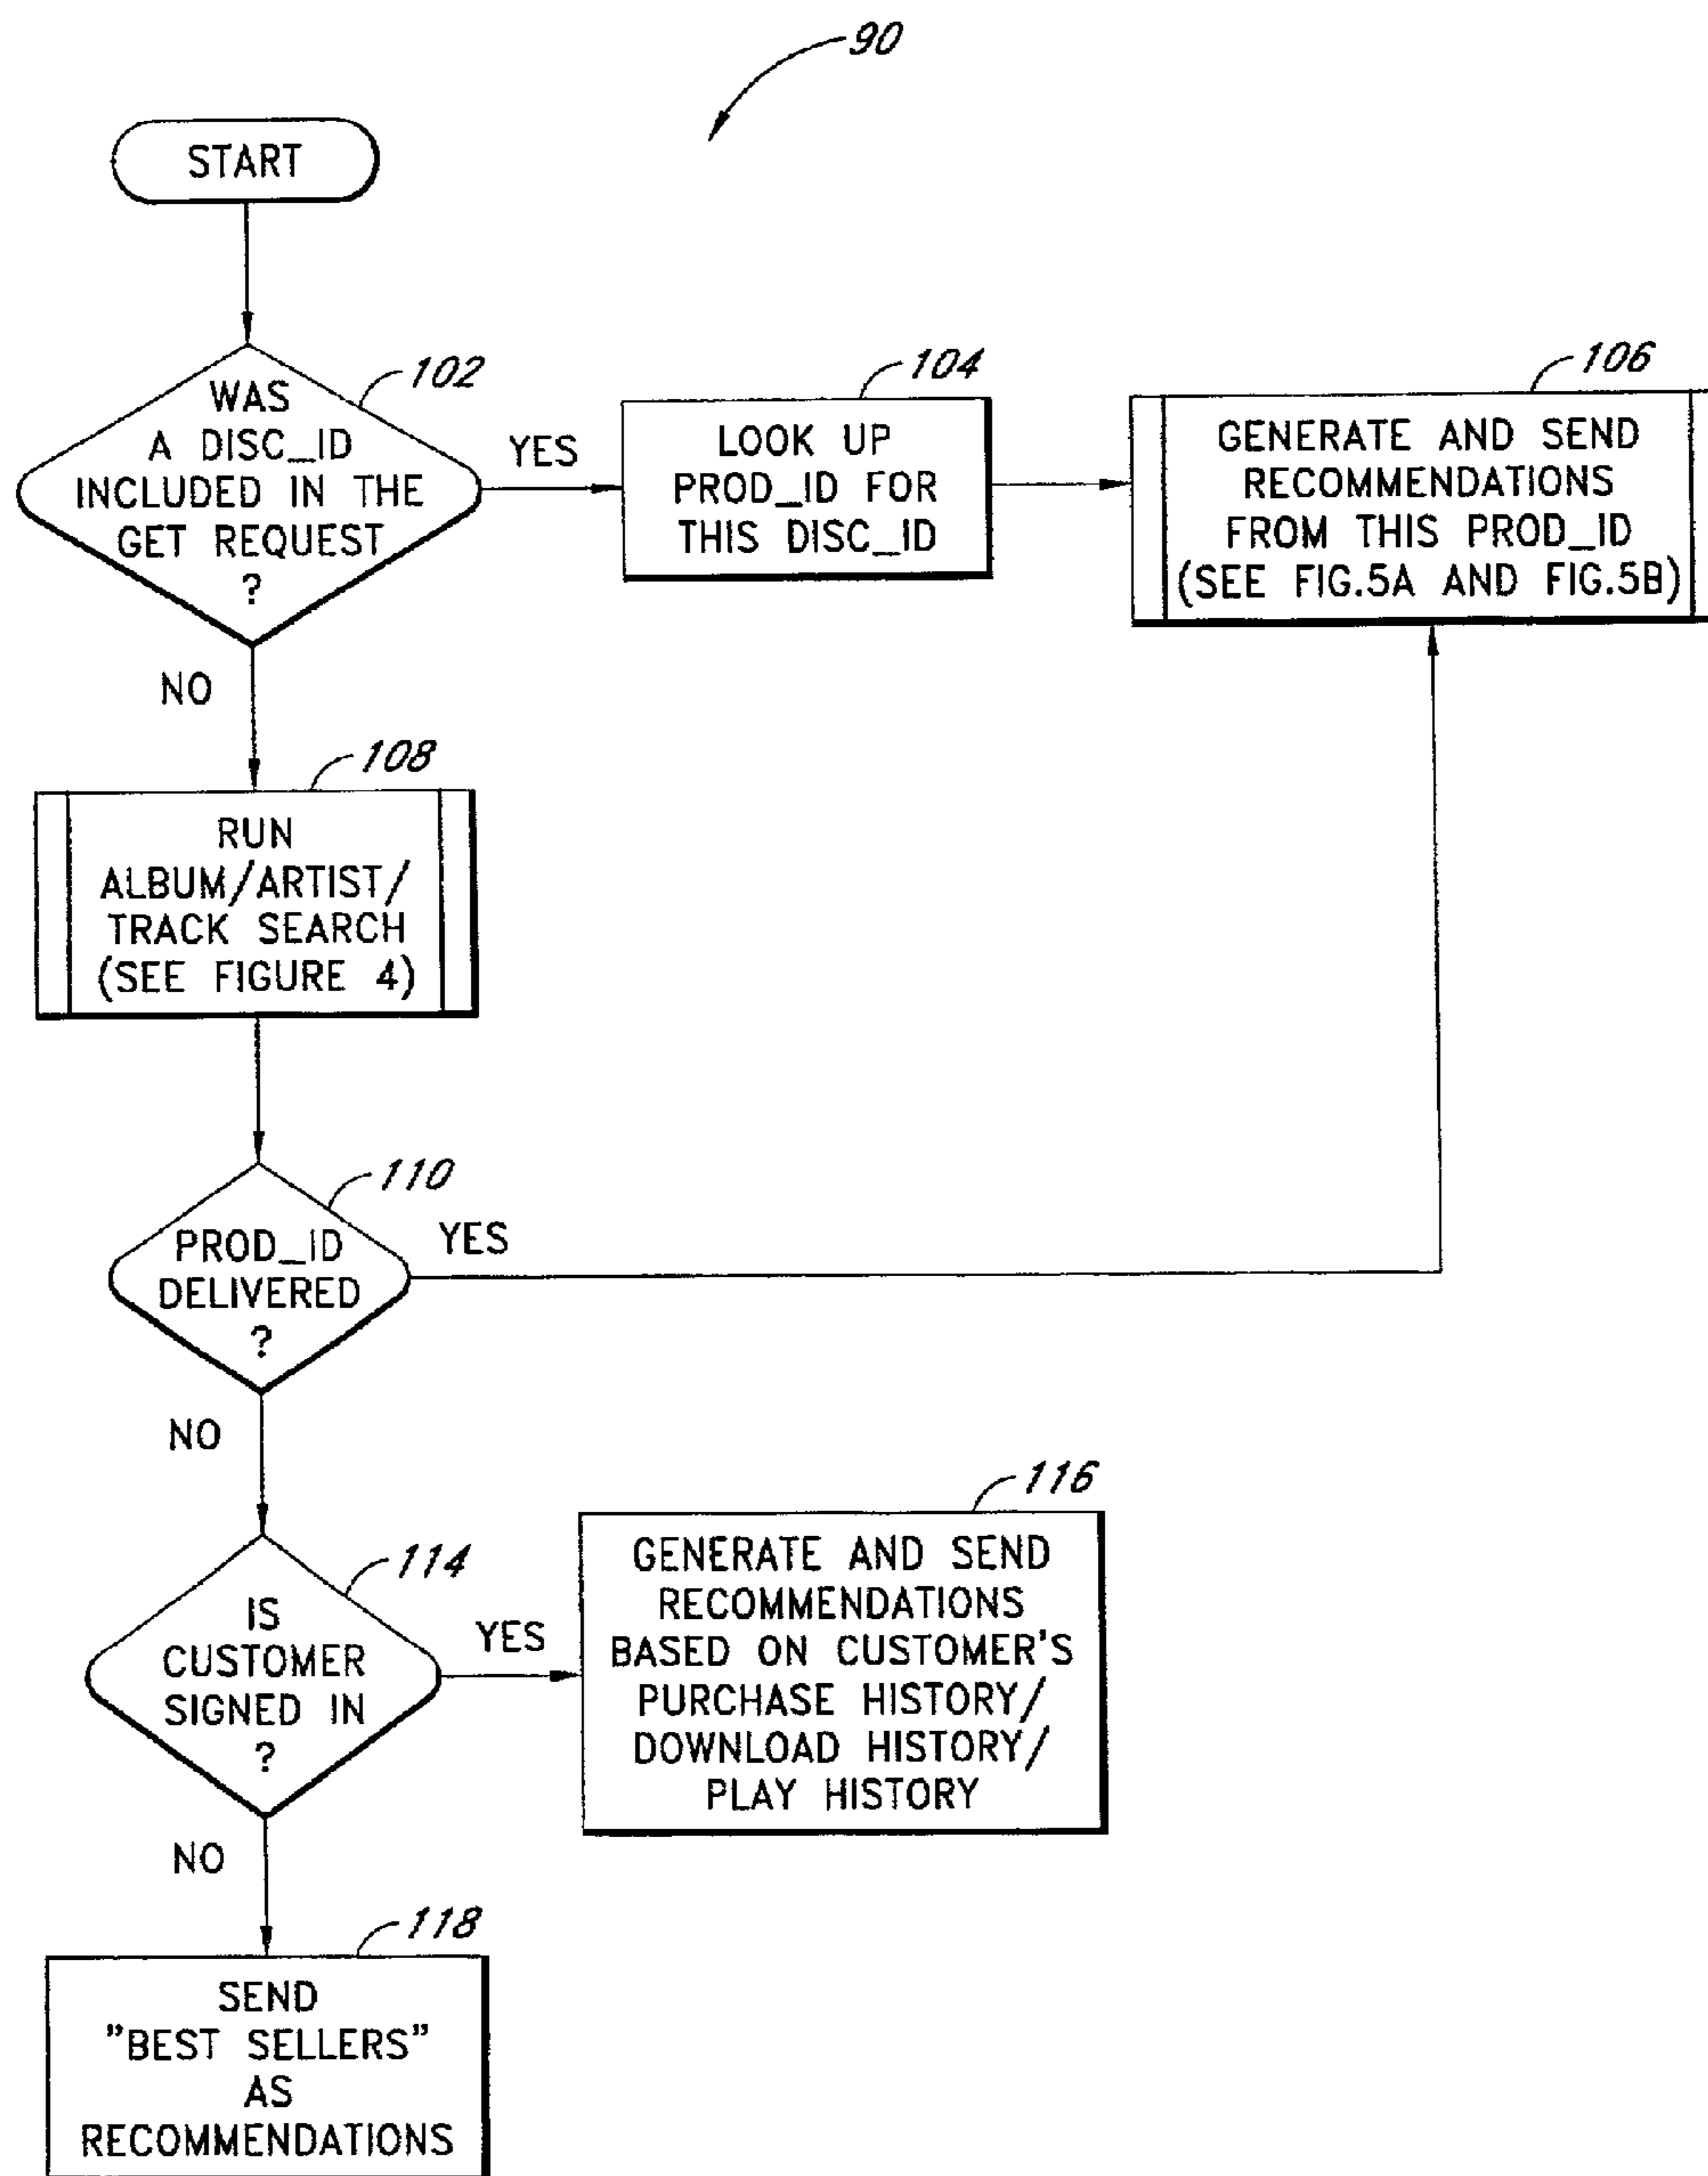 90
START
102
WAS
A DISC_ID
INCLUDED IN THE
GET REQUEST
?
YES
NO
104
LOOK UP
PROD_ID FOR
THIS DISC_ID
106
GENERATE AND SEND
RECOMMENDATIONS
FROM THIS PROD_ID
(SEE FIG.5A AND FIG.5B)
108
RUN
ALBUM/ARTIST/
TRACK SEARCH
(SEE FIGURE 4)
110
PROD_ID
DELIVERED
?
YES
NO
114
IS
CUSTOMER
SIGNED IN
?
YES
NO
116
GENERATE AND SEND
RECOMMENDATIONS
BASED ON CUSTOMER'S
PURCHASE HISTORY/
DOWNLOAD HISTORY/
PLAY HISTORY
118
SEND
"BEST SELLERS"
AS
RECOMMENDATIONS